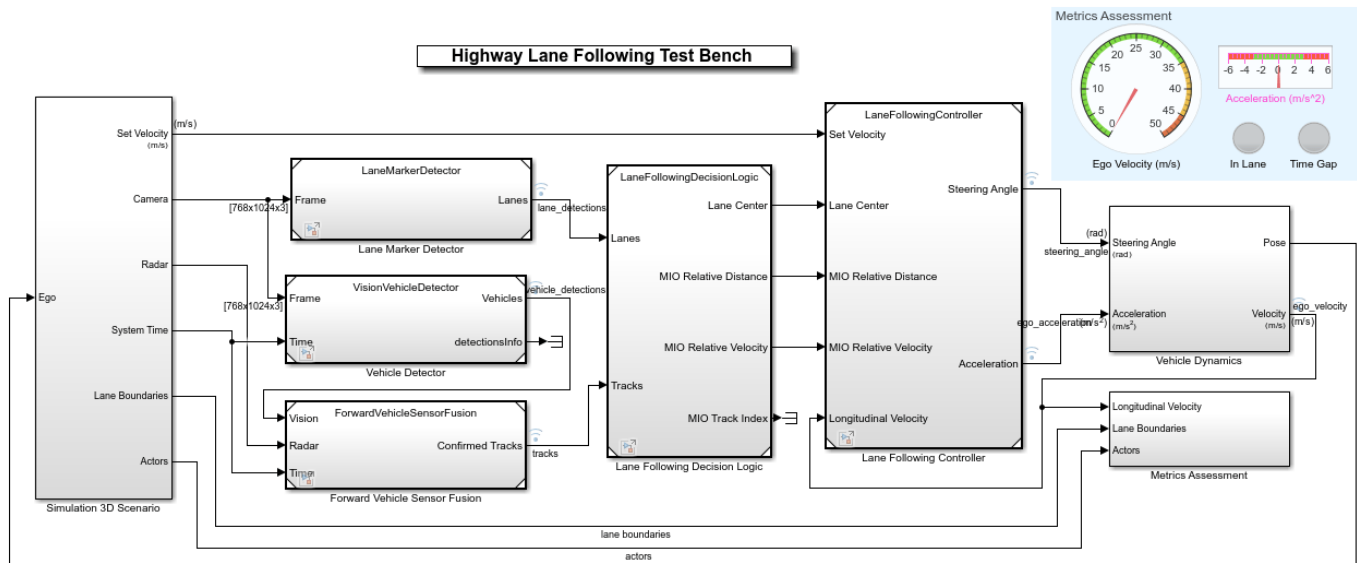 Metrics Assessment
Highway Lane Following Test Bench
0
5
10
15
20
25
30
35
40
45
50
Ego Velocity (m/s)
-6 -4 -2 0 2 4 6
Acceleration (m/s^2)
In Lane
Time Gap
Ego
Set Velocity
(m/s)
Camera
Radar
System Time
Lane Boundaries
Actors
Simulation 3D Scenario
(m/s)
[768x1024x3]
[768x1024x3]
LaneMarkerDetector
Frame
Lanes
Lane Marker Detector
lane_detections
VisionVehicleDetector
Frame
Vehicles
Time
detectionsInfo
Vehicle Detector
vehicle_detections
ForwardVehicleSensorFusion
Vision
Radar
Confirmed Tracks
Time
Forward Vehicle Sensor Fusion
tracks
LaneFollowingDecisionLogic
Lane Center
Lanes
MIO Relative Distance
MIO Relative Velocity
Tracks
MIO Track Index
Lane Following Decision Logic
LaneFollowingController
Set Velocity
Steering Angle
Lane Center
MIO Relative Distance
MIO Relative Velocity
Acceleration
Longitudinal Velocity
Lane Following Controller
(rad)
steering_angle
ego_acceleration
(m/s²)
Steering Angle
(rad)
Pose
Acceleration
(m/s²)
Velocity
(m/s)
Vehicle Dynamics
ego_velocity
(m/s)
Longitudinal Velocity
Lane Boundaries
Actors
Metrics Assessment
lane boundaries
actors